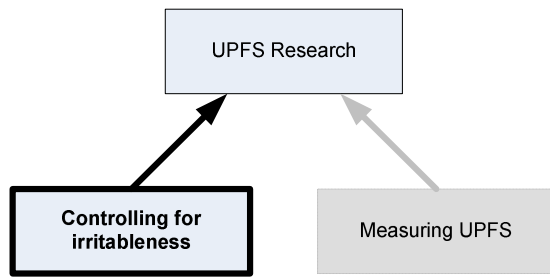 UPFS Research
Controlling for
irritableness
Measuring UPFS